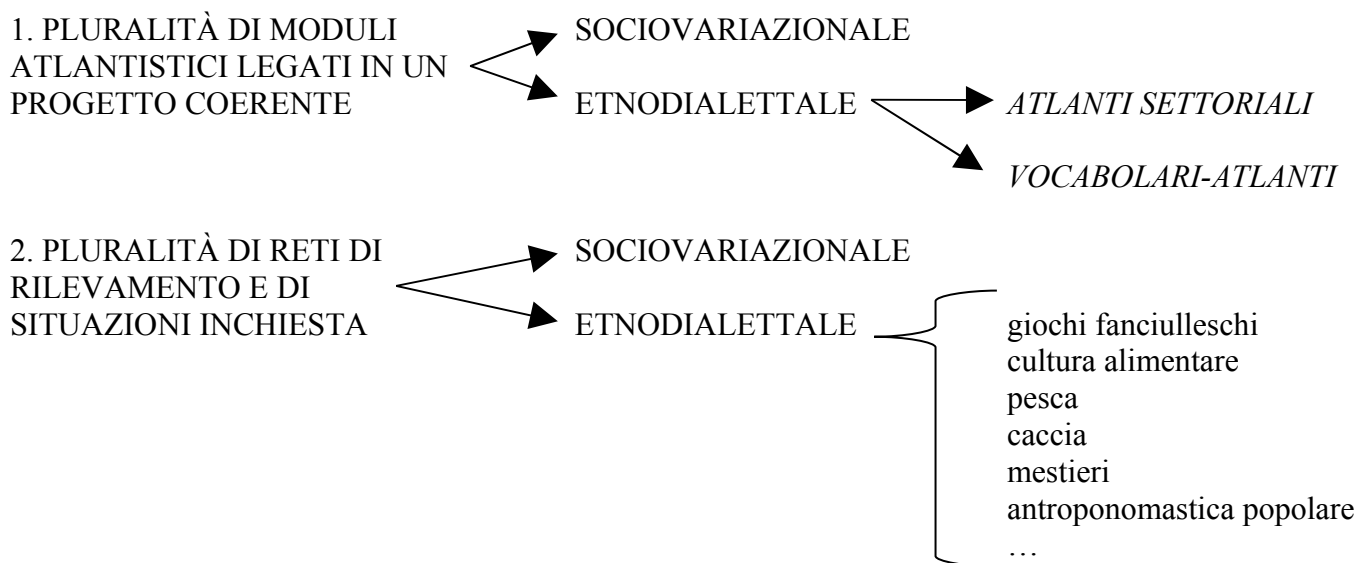 1. PLURALITÀ DI MODULI
ATLANTISTICI LEGATI IN UN
PROGETTO COERENTE
SOCIOVARIAZIONALE
ETNODIALETTALE
ATLANTI SETTORIALI
VOCABOLARI-ATLANTI
2. PLURALITÀ DI RETI DI
RILEVAMENTO E DI
SITUAZIONI INCHIESTA
SOCIOVARIAZIONALE
ETNODIALETTALE
giochi fanciulleschi
cultura alimentare
pesca
caccia
mestieri
antroponomastica popolare
…